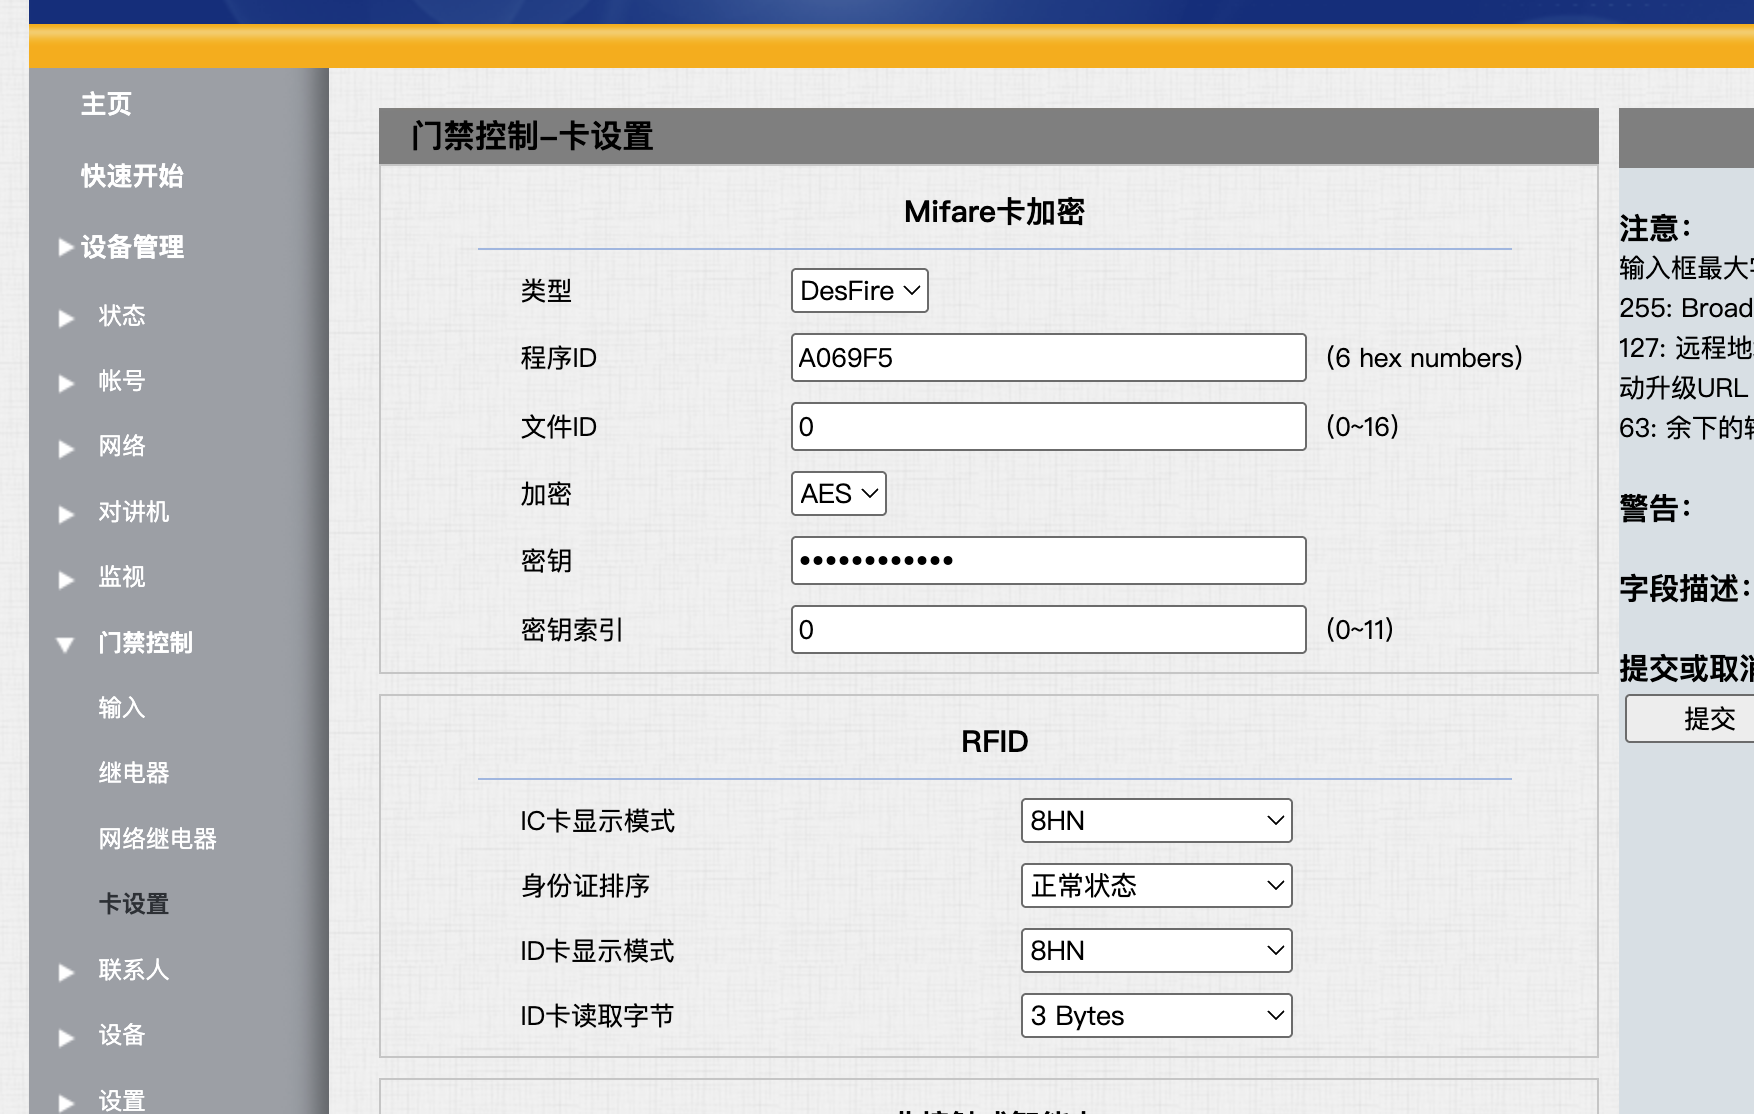 主页
快速开始
设备管理
状态
帐号
网络
对讲机
监视
门禁控制
输入
继电器
网络继电器
卡设置
联系人
设备
设置
门禁控制–卡设置
Mifare卡加密
类型 DesFire
程序ID A069F5 (6 hex numbers)
文件ID 0 (0~16)
加密 AES
密钥 ••••••••••••
密钥索引 0 (0~11)
RFID
IC卡显示模式 8HN
身份证排序 正常状态
ID卡显示模式 8HN
ID卡读取字节 3 Bytes
注意：
输入框最大
255: Broad
127: 远程地
动升级URL
63: 余下的
警告：
字段描述：
提交或取
提交